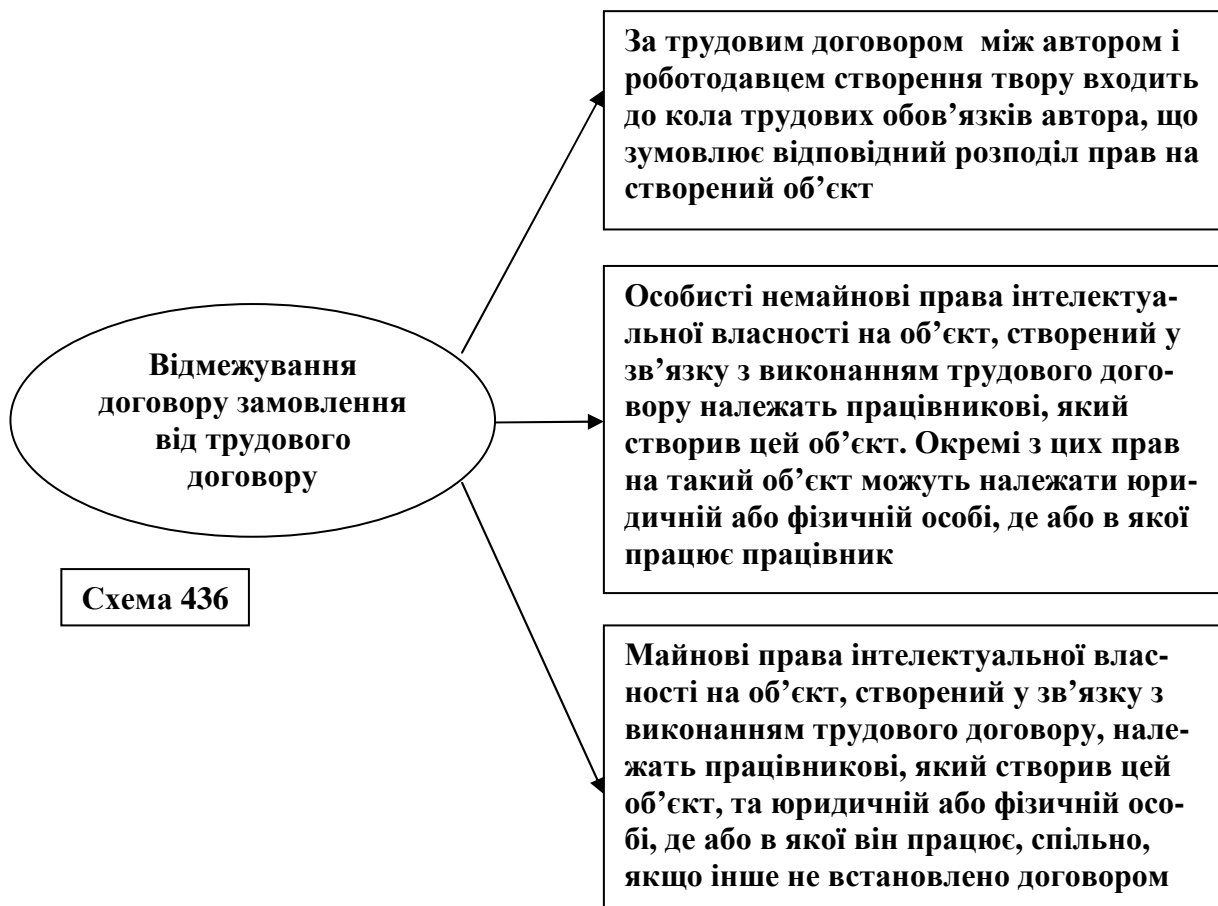 За трудовим договором між автором і
роботодавцем створення твору входить
до кола трудових обов’язків автора, що
зумовлює відповідний розподіл прав на
створений об’єкт
Відмежування
договору замовлення
від трудового
договору
Особисті немайнові права інтелектуа-
льної власності на об’єкт, створений у
зв’язку з виконанням трудового дого-
вору належать працівникові, який
створив цей об’єкт. Окремі з цих прав
на такий об’єкт можуть належати юри-
дичній або фізичній особі, де або в якої
працює працівник
Схема 436
Майнові права інтелектуальної влас-
ності на об’єкт, створений у зв’язку з
виконанням трудового договору, нале-
жать працівникові, який створив цей
об’єкт, та юридичній або фізичній осо-
бі, де або в якої він працює, спільно,
якщо інше не встановлено договором